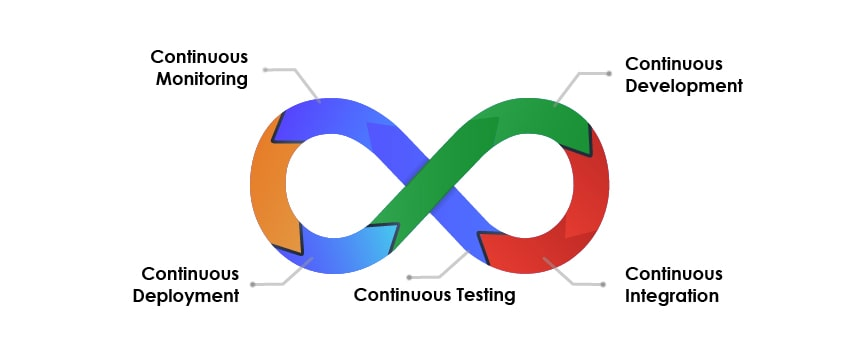 Continuous
Monitoring
Continuous
Development
Continuous
Deployment
Continuous Testing
Continuous
Integration